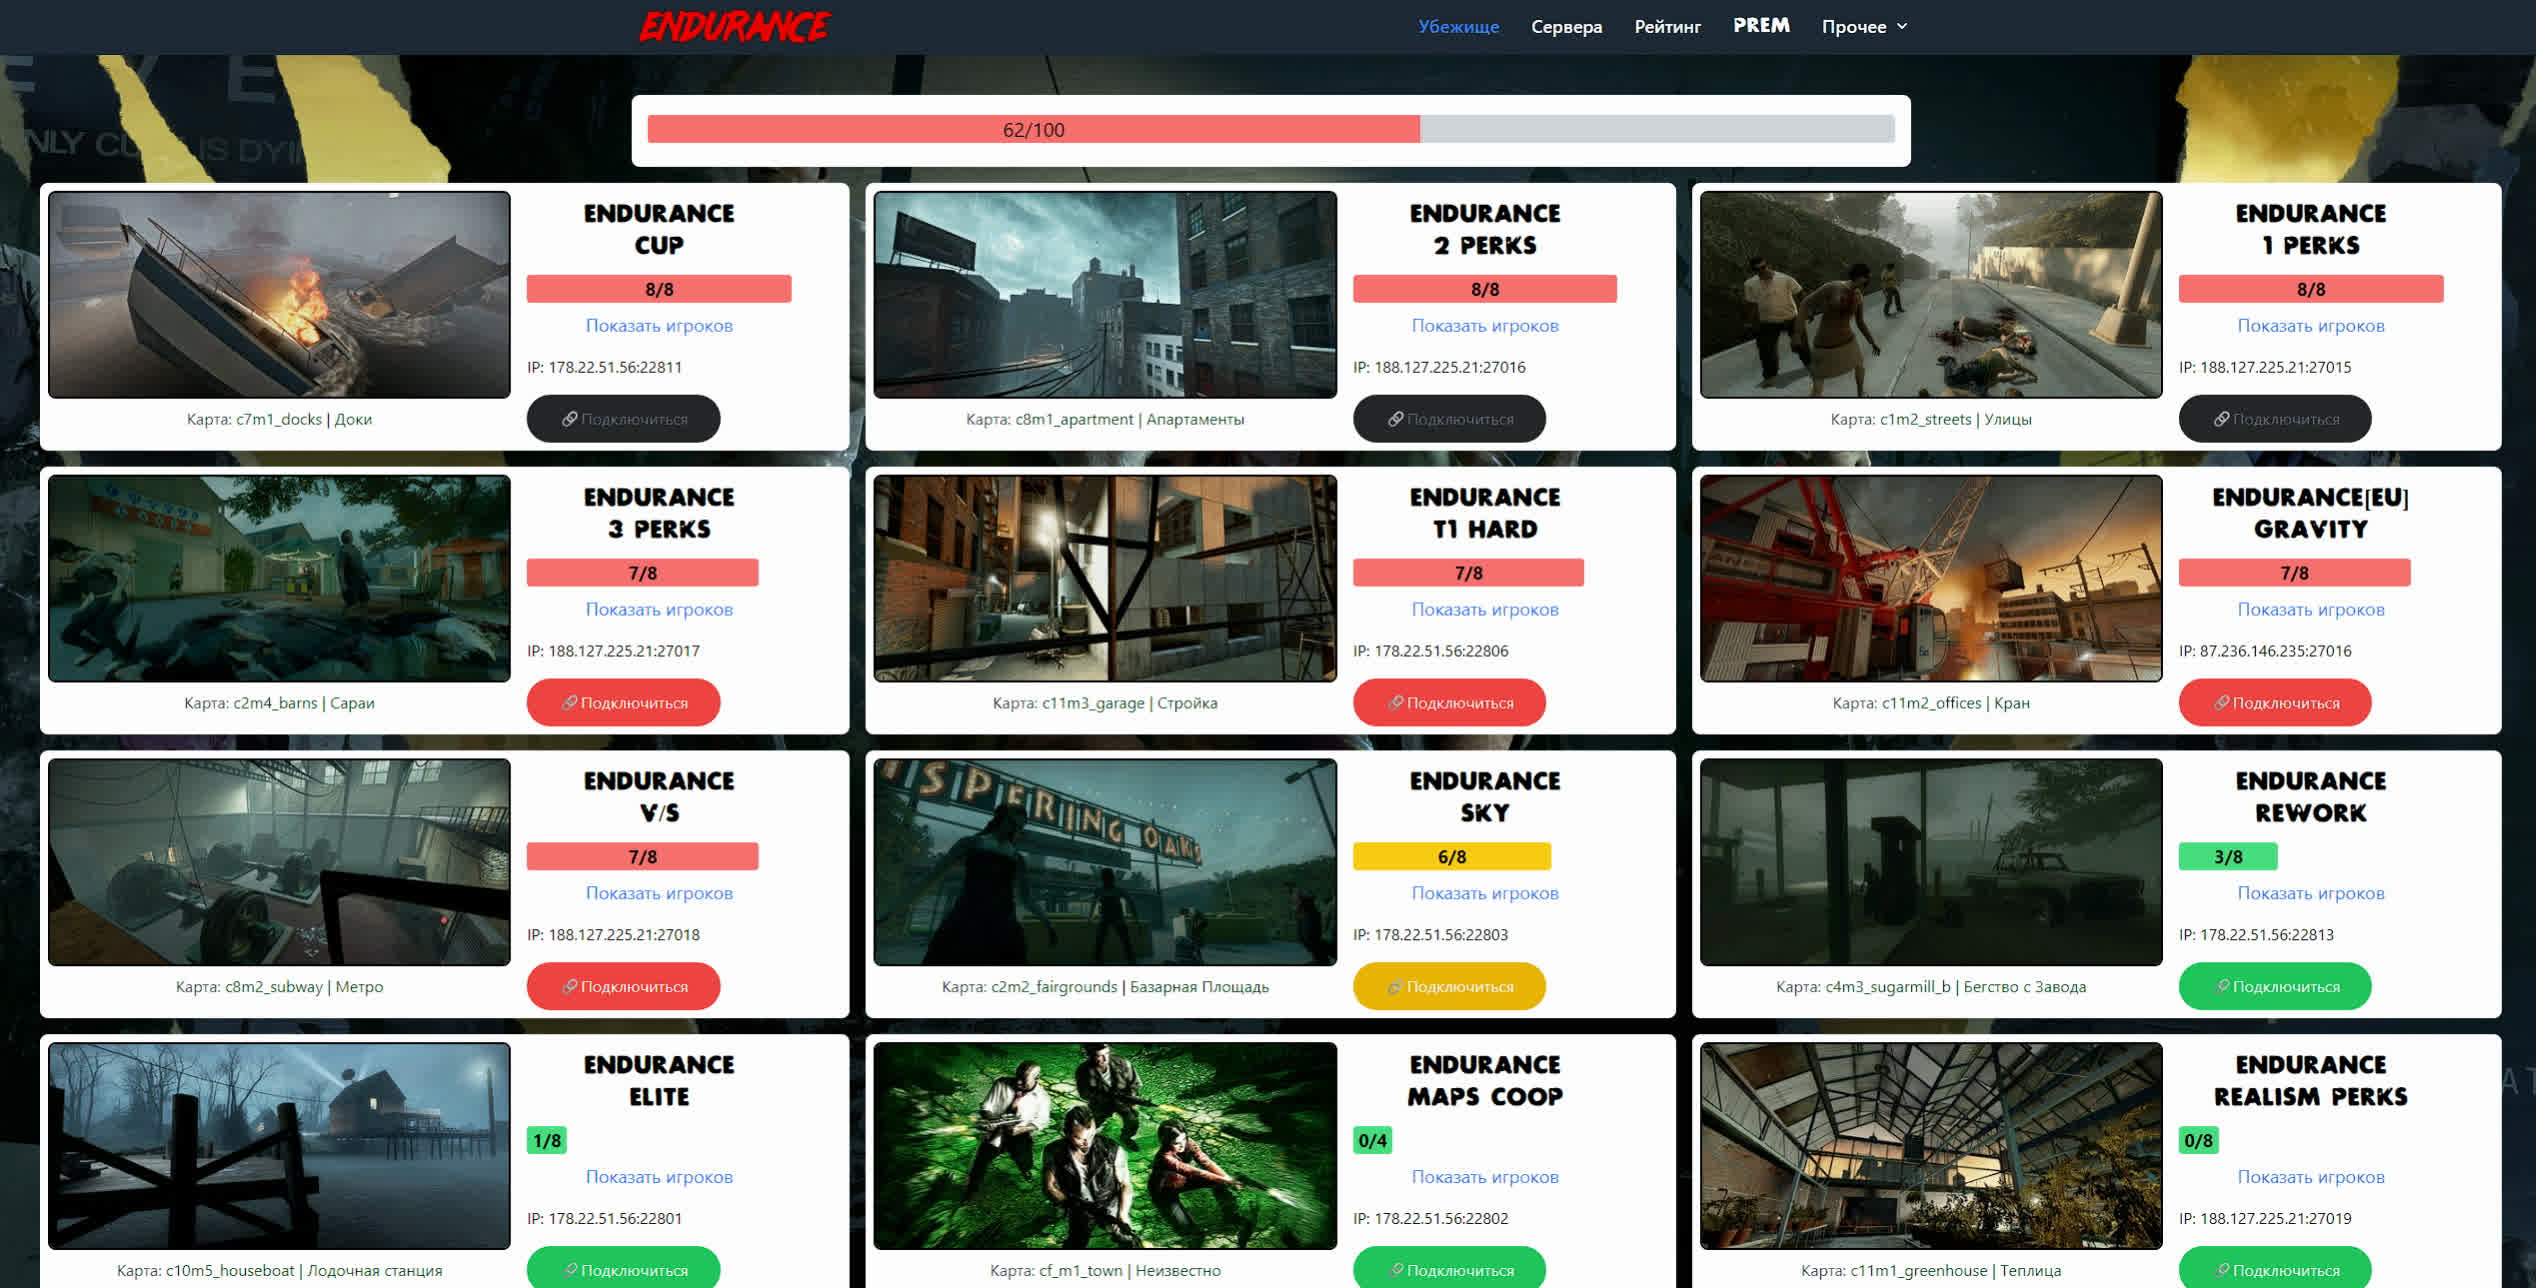 ENDURANCE
Убежище Сервера Рейтинг PREM Прочее
62/100
ENDURANCE
CUP
8/8
Показать игроков
IP: 178.22.51.56:22811
Подключиться
Карта: c7m1_docks | Доки
ENDURANCE
2 PERKS
8/8
Показать игроков
IP: 188.127.225.21:27016
Подключиться
Карта: c8m1_apartment | Апартаменты
ENDURANCE
1 PERKS
8/8
Показать игроков
IP: 188.127.225.21:27015
Подключиться
Карта: c1m2_streets | Улицы
ENDURANCE
3 PERKS
7/8
Показать игроков
IP: 188.127.225.21:27017
Подключиться
Карта: c2m4_barns | Сараи
ENDURANCE
T1 HARD
7/8
Показать игроков
IP: 178.22.51.56:22806
Подключиться
Карта: c11m3_garage | Стройка
ENDURANCE[EU]
GRAVITY
7/8
Показать игроков
IP: 87.236.146.235:27016
Подключиться
Карта: c11m2_offices | Кран
ENDURANCE
V/S
7/8
Показать игроков
IP: 188.127.225.21:27018
Подключиться
Карта: c8m2_subway | Метро
ISPERING OAKS
ENDURANCE
SKY
6/8
Показать игроков
IP: 178.22.51.56:22803
Подключиться
Карта: c2m2_fairgrounds | Базарная Площадь
ENDURANCE
REWORK
3/8
Показать игроков
IP: 178.22.51.56:22813
Подключиться
Карта: c4m3_sugarmill_b | Бегство с Завода
ENDURANCE
ELITE
1/8
Показать игроков
IP: 178.22.51.56:22801
Подключиться
Карта: c10m5_houseboat | Лодочная станция
ENDURANCE
MAPS COOP
0/4
Показать игроков
IP: 178.22.51.56:22802
Подключиться
Карта: cf_m1_town | Неизвестно
ENDURANCE
REALISM PERKS
0/8
Показать игроков
IP: 188.127.225.21:27019
Подключиться
Карта: c11m1_greenhouse | Теплица